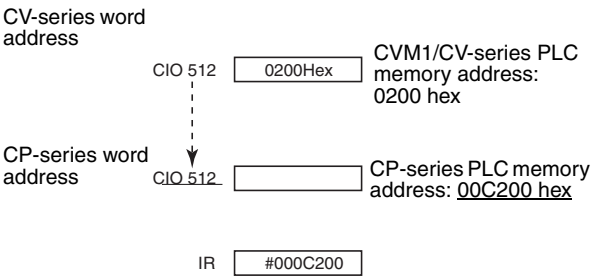 CV-series word
address
CIO 512
0200Hex
CVM1/CV-series PLC
memory address:
0200 hex
CP-series word
address
CIO 512
CP-series PLC memory
address: 00C200 hex
IR
#000C200